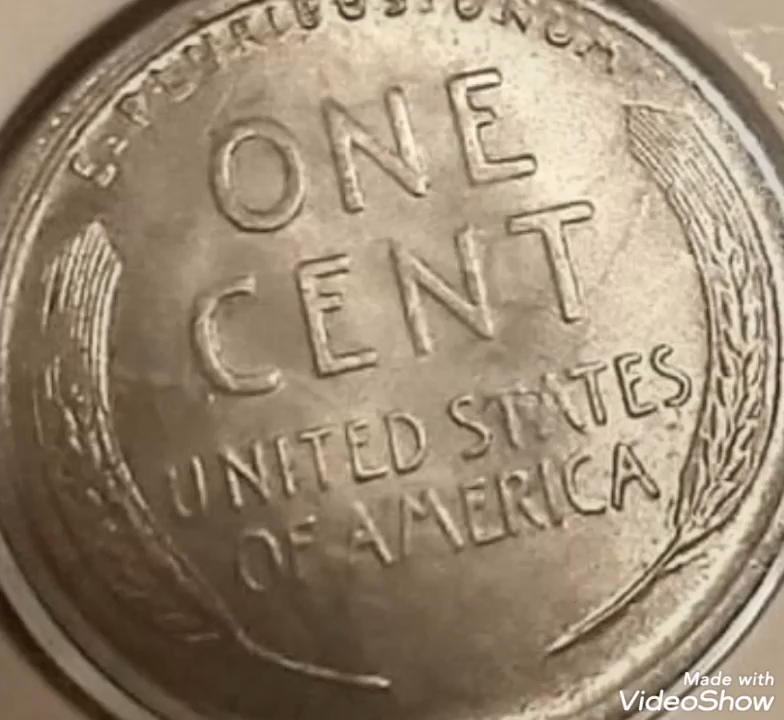 E·PLURIBUS·UNUM
ONE
CENT
UNITED STATES
OF AMERICA
Made with
VideoShow